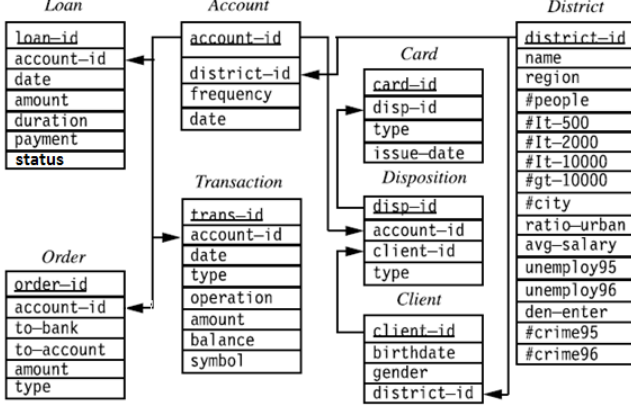 Loan
loan–id
account–id
date
amount
duration
payment
status
Account
account–id
district–id
frequency
date
Card
card–id
disp–id
type
issue–date
District
district–id
name
region
#people
#It–500
#It–2000
#It–10000
#gt–10000
#city
ratio–urban
avg–salary
unemploy95
unemploy96
den–enter
#crime95
#crime96
Transaction
trans–id
account–id
date
type
operation
amount
balance
symbol
Disposition
disp–id
account–id
client–id
type
Order
order–id
account–id
to–bank
to–account
amount
type
Client
client–id
birthdate
gender
district–id